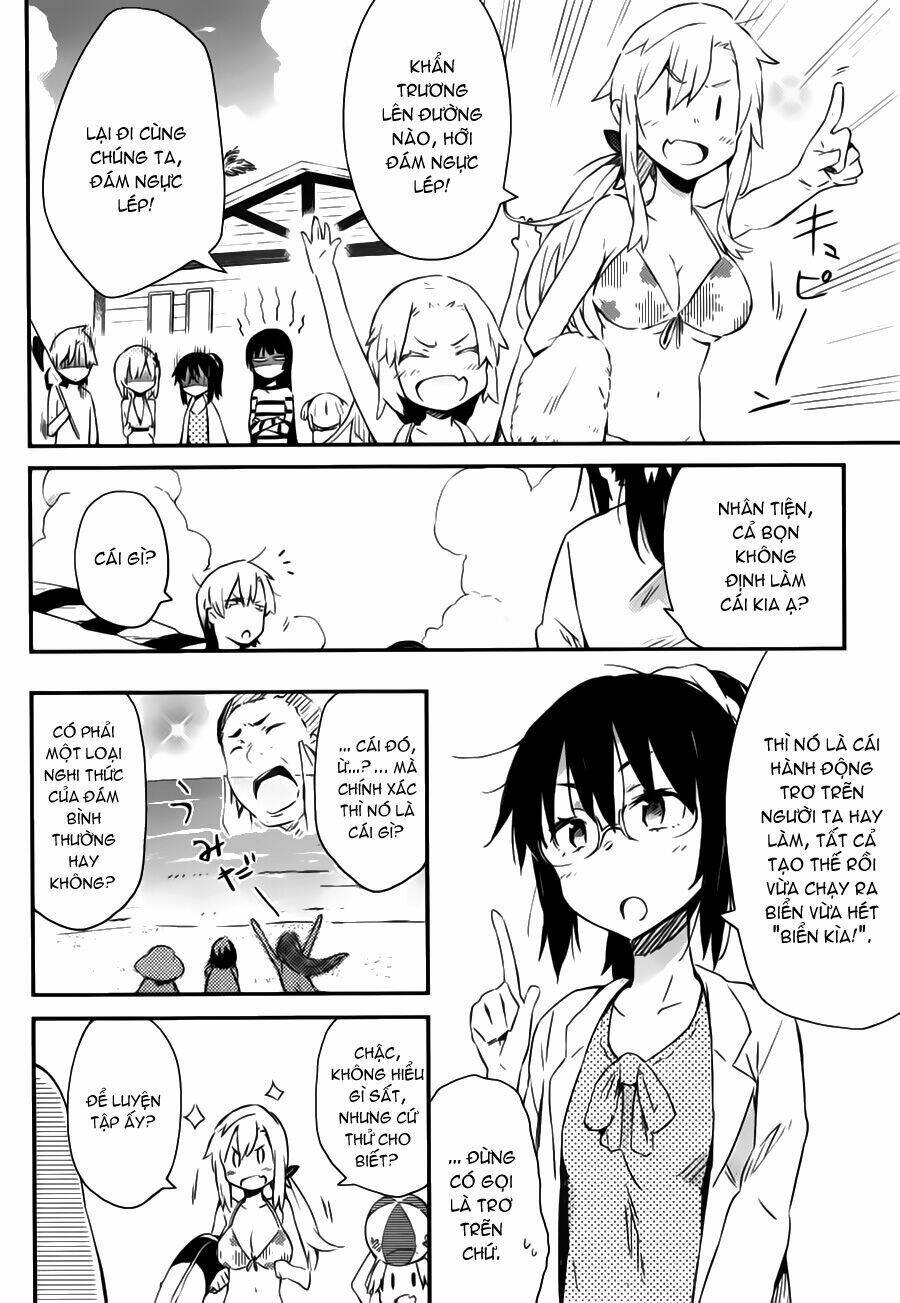 KHẨN
TRƯƠNG
LÊN ĐƯỜNG
NÀO, HỠI
ĐÁM NGỰC
LÉP!
LẠI ĐI CÙNG
CHÚNG TA,
ĐÁM NGỰC
LÉP!
キュピーン
NHÂN TIỆN,
CẢ BỌN
KHÔNG
ĐỊNH LÀM
CÁI KIA Ạ?
CÁI GÌ?
THÌ NÓ LÀ CÁI
HÀNH ĐỘNG
TRƠ TRẼN
NGƯỜI TA HAY
LÀM, TẤT CẢ
TẠO THẾ RỒI
VỪA CHẠY RA
BIỂN VỪA HÉT
"BIỂN KÌA!".
... CÁI ĐÓ,
Ừ...? ... MÀ
CHÍNH XÁC
THÌ NÓ LÀ
CÁI GÌ?
CÓ PHẢI
MỘT LOẠI
NGHI THỨC
CỦA ĐÁM
BÌNH
THƯỜNG
HAY
KHÔNG?
... ĐỪNG
CÓ GỌI
LÀ TRƠ
TRẼN
CHỨ.
CHẬC,
KHÔNG HIỂU
GÌ SẤT,
NHƯNG CỨ
THỬ CHO
BIẾT?
ĐỂ LUYỆN
TẬP ẤY?